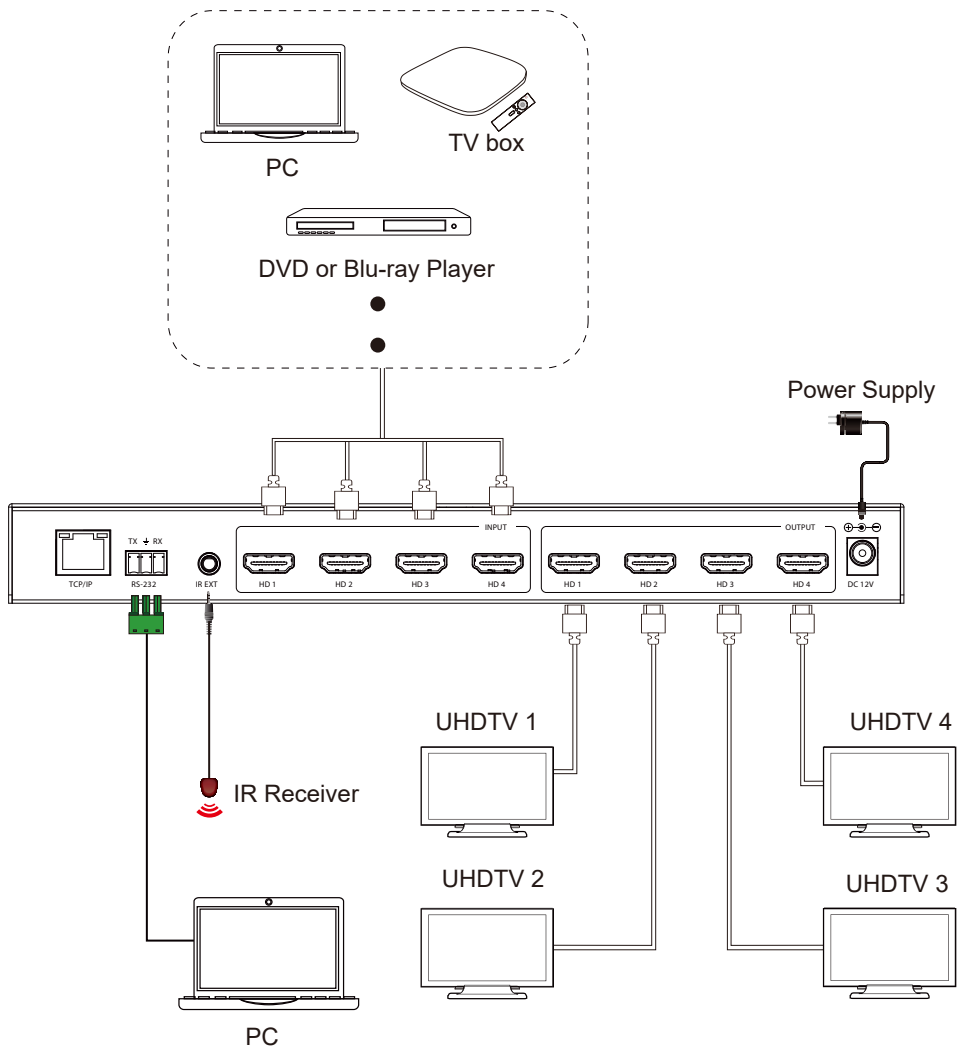 PC
TV box
DVD or Blu-ray Player
Power Supply
INPUT
OUTPUT
TX RX
TCP/IP
RS-232
IR EXT
HD 1
HD 2
HD 3
HD 4
HD 1
HD 2
HD 3
HD 4
DC 12V
UHDTV 1
UHDTV 4
IR Receiver
UHDTV 2
UHDTV 3
PC